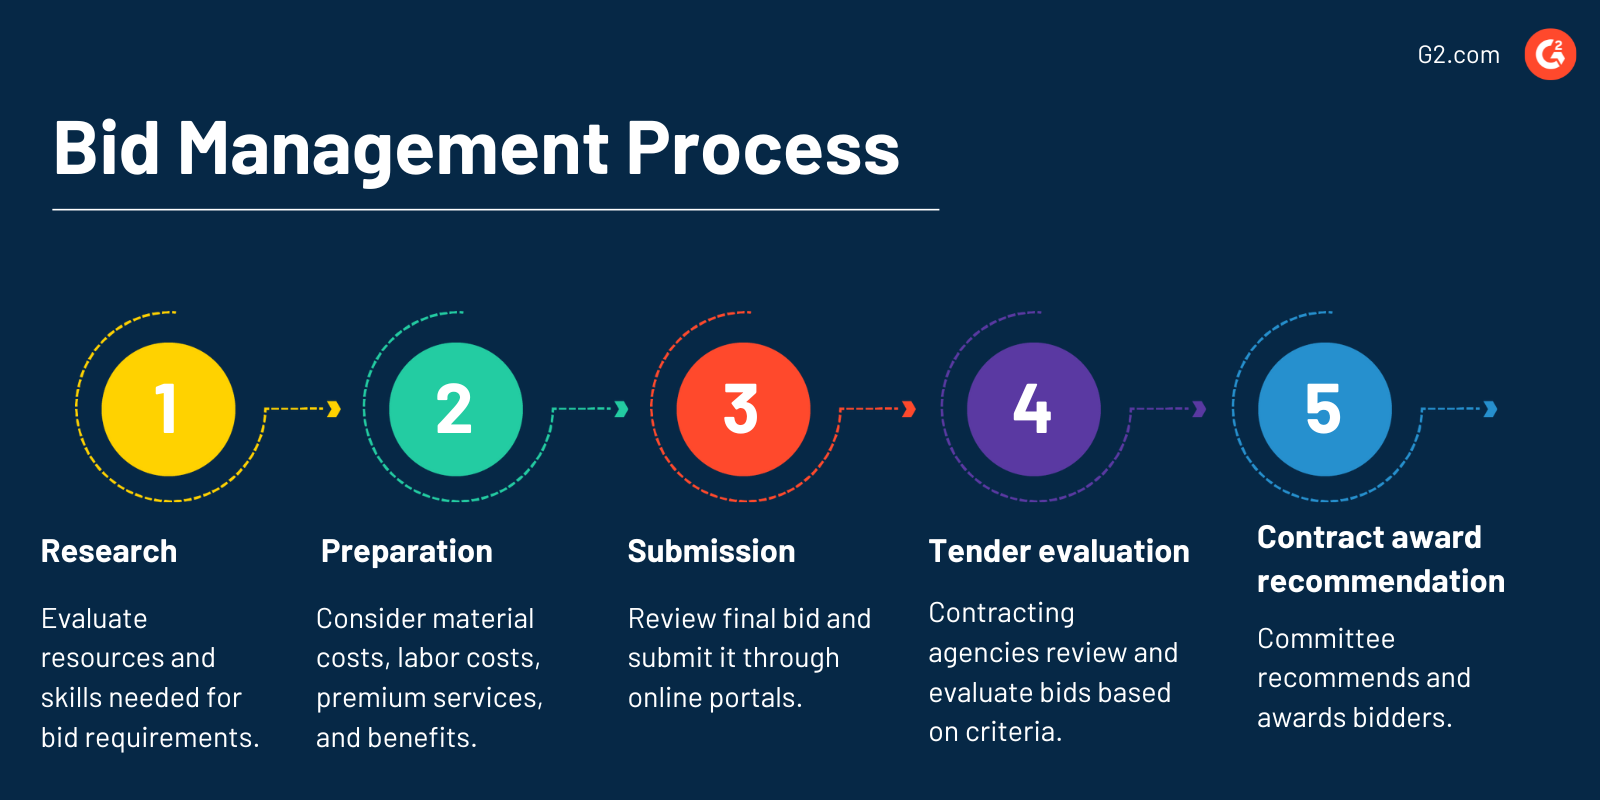 G2.com
G2
Bid Management Process
1
2
3
4
5
Research
Evaluate
resources and
skills needed for
bid requirements.
Preparation
Consider material
costs, labor costs,
premium services,
and benefits.
Submission
Review final bid and
submit it through
online portals.
Tender evaluation
Contracting
agencies review and
evaluate bids based
on criteria.
Contract award
recommendation
Committee
recommends and
awards bidders.